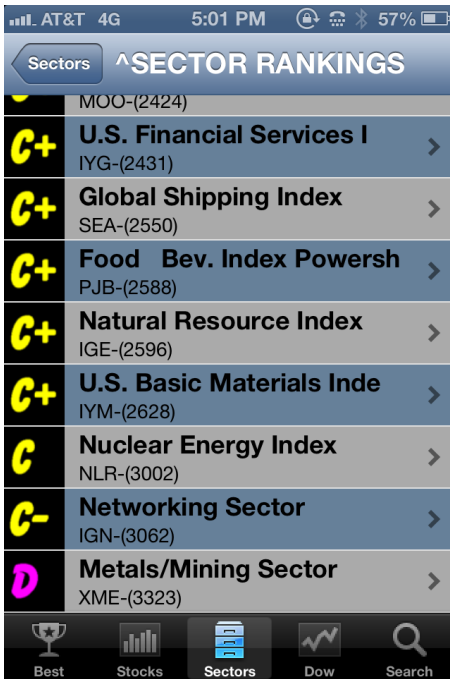 AT&T 4G 5:01 PM 57%
Sectors ^SECTOR RANKINGS
MOO-(2424)
C+ U.S. Financial Services I
IYG-(2431)
C+ Global Shipping Index
SEA-(2550)
C+ Food Bev. Index Powersh
PJB-(2588)
C+ Natural Resource Index
IGE-(2596)
C+ U.S. Basic Materials Inde
IYM-(2628)
C Nuclear Energy Index
NLR-(3002)
C- Networking Sector
IGN-(3062)
D Metals/Mining Sector
XME-(3323)
Best Stocks Sectors Dow Search